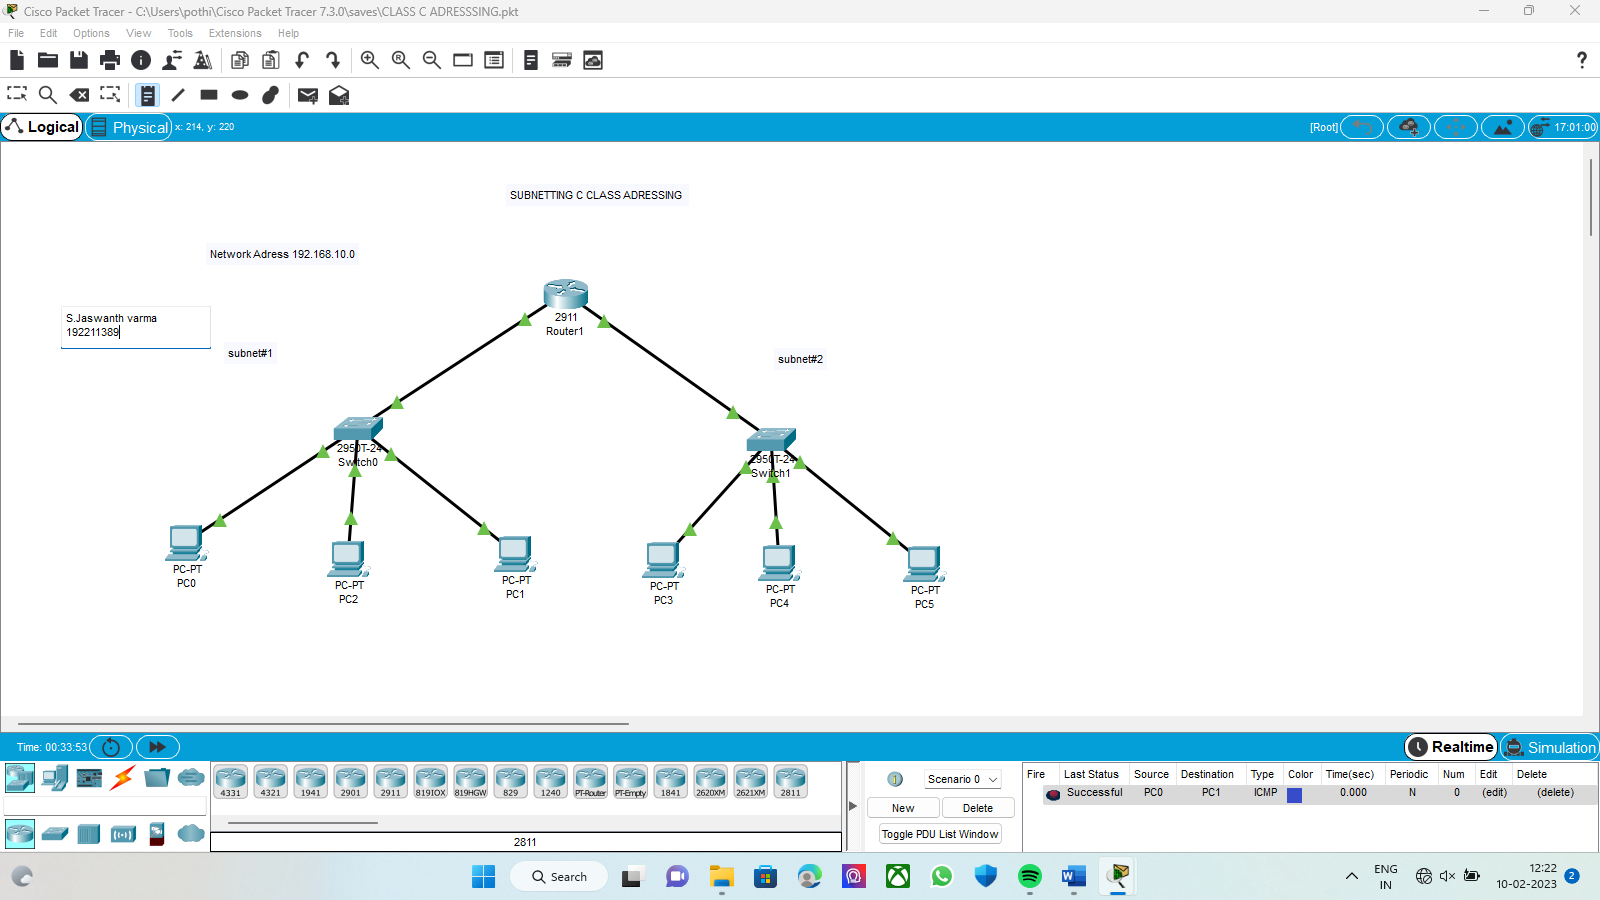 Cisco Packet Tracer - C:\Users\pothi\Cisco Packet Tracer 7.3.0\saves\CLASS C ADRESSSING.pkt
File Edit Options View Tools Extensions Help
?
Logical Physical x: 214, y: 220 [Root] 17:01:00
SUBNETTING C CLASS ADRESSING
Network Adress 192.168.10.0
S.Jaswanth varma
192211389
subnet#1
2911
Router1
subnet#2
2950T-24
Switch0
2950T-24
Switch1
PC-PT
PC0
PC-PT
PC2
PC-PT
PC1
PC-PT
PC3
PC-PT
PC4
PC-PT
PC5
Time: 00:33:53 Realtime Simulation
4331 4321 1941 2901 2911 819IOX 819HGW 829 1240 PT-Router PT-Empty 1841 2620XM 2621XM 2811
2811
Scenario 0
New Delete
Toggle PDU List Window
Fire Last Status Source Destination Type Color Time(sec) Periodic Num Edit Delete
Successful PC0 PC1 ICMP 0.000 N 0 (edit) (delete)
Search
ENG
IN
12:22
10-02-2023
2